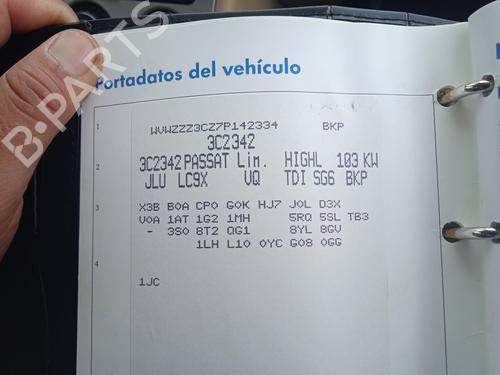 B-PARTS
Portadatos del vehículo
1
WVWZZZ3CZ7P142334 BKP
3C2342
2
3C2342 PASSAT Lim. HIGHL 103 KW
JLU LC9X VQ TDI SG6 BKP
3
X3B B0A CP0 G0K HJ7 J0L D3X
V0A 1AT 1G2 1MH 5RQ 5SL TB3
- 3S0 8T2 QG1 8YL 8GV
1LH L10 0YC G08 0GG
4
1JC